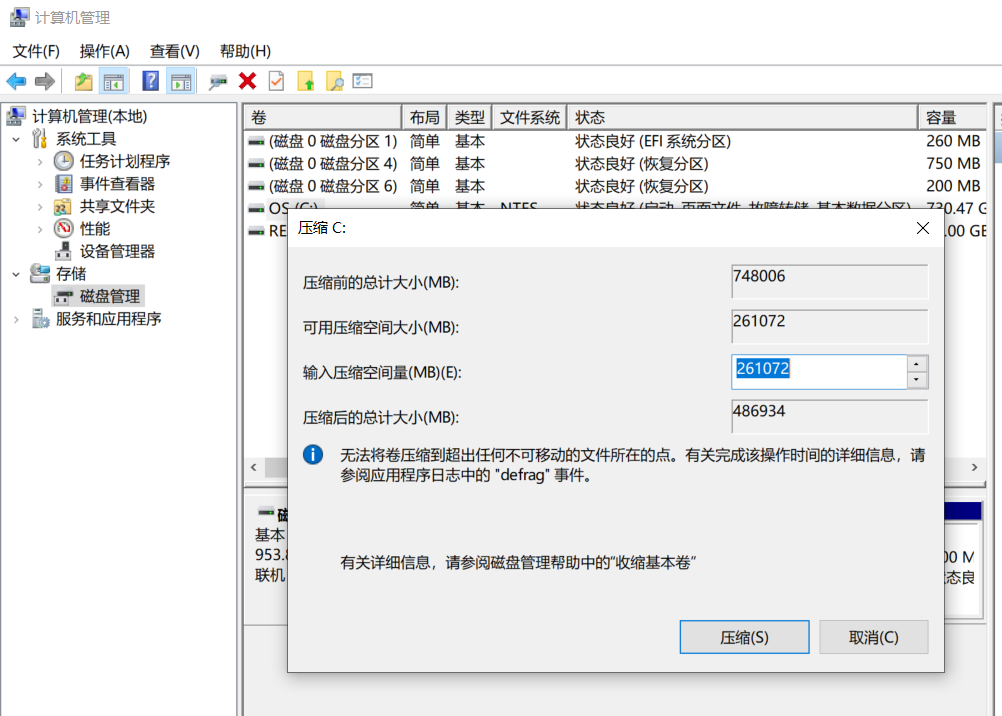 计算机管理
文件(F) 操作(A) 查看(V) 帮助(H)
计算机管理(本地)
系统工具
任务计划程序
事件查看器
共享文件夹
性能
设备管理器
存储
磁盘管理
服务和应用程序
卷 布局 类型 文件系统 状态 容量
(磁盘 0 磁盘分区 1) 简单 基本 状态良好 (EFI 系统分区) 260 MB
(磁盘 0 磁盘分区 4) 简单 基本 状态良好 (恢复分区) 750 MB
(磁盘 0 磁盘分区 6) 简单 基本 状态良好 (恢复分区) 200 MB
OS (C:) 简单 基本 NTFS 状态良好 (启动, 页面文件, 故障转储, 基本数据分区) 730.47 G
RE .00 GB
压缩 C:
压缩前的总计大小(MB): 748006
可用压缩空间大小(MB): 261072
输入压缩空间量(MB)(E): 261072
压缩后的总计大小(MB): 486934
无法将卷压缩到超出任何不可移动的文件所在的点。有关完成该操作时间的详细信息，请
参阅应用程序日志中的 "defrag" 事件。
有关详细信息，请参阅磁盘管理帮助中的“收缩基本卷”
压缩(S) 取消(C)
磁
基本
953.8
联机
00 M
态良